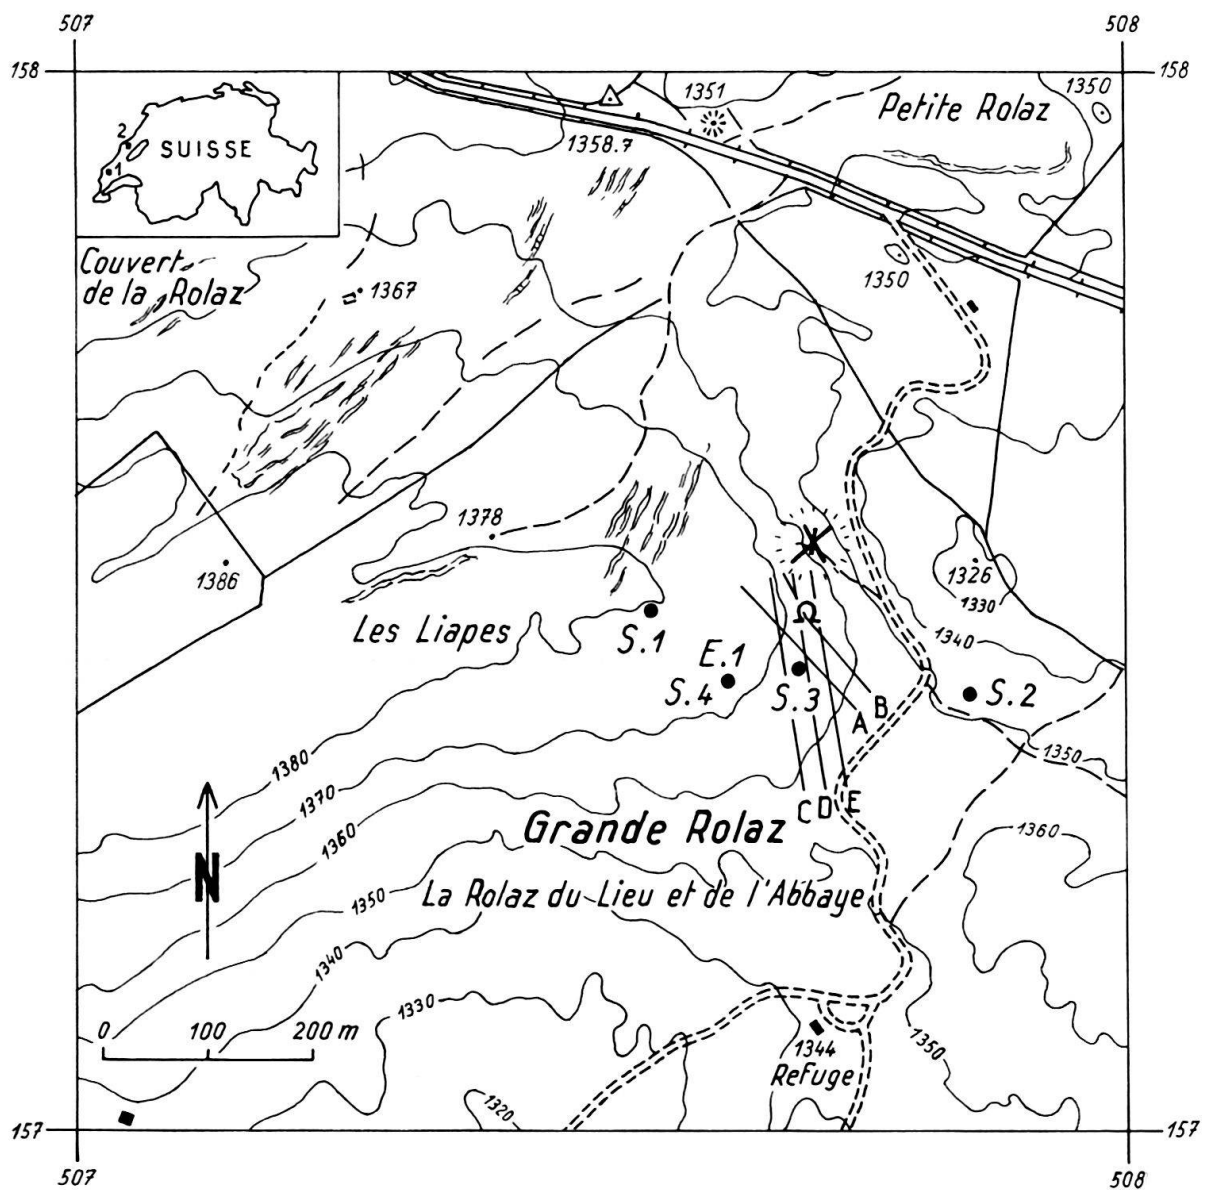 507
508
158
158
1350
1351
Petite Rolaz
2
SUISSE
1
1358.7
Couvert
de la Rolaz
1367
1350
1378
1386
1326
1330
Les Liapes
S.1
E.1
S.4
Ω
S.3
1340
S.2
B
A
1350
1380
1370
1360
C D E
Grande Rolaz
1360
N
1350
La Rolaz du Lieu et de l'Abbaye
1340
1330
0 100 200 m
1350
1344
Refuge
1320
157
157
507
508